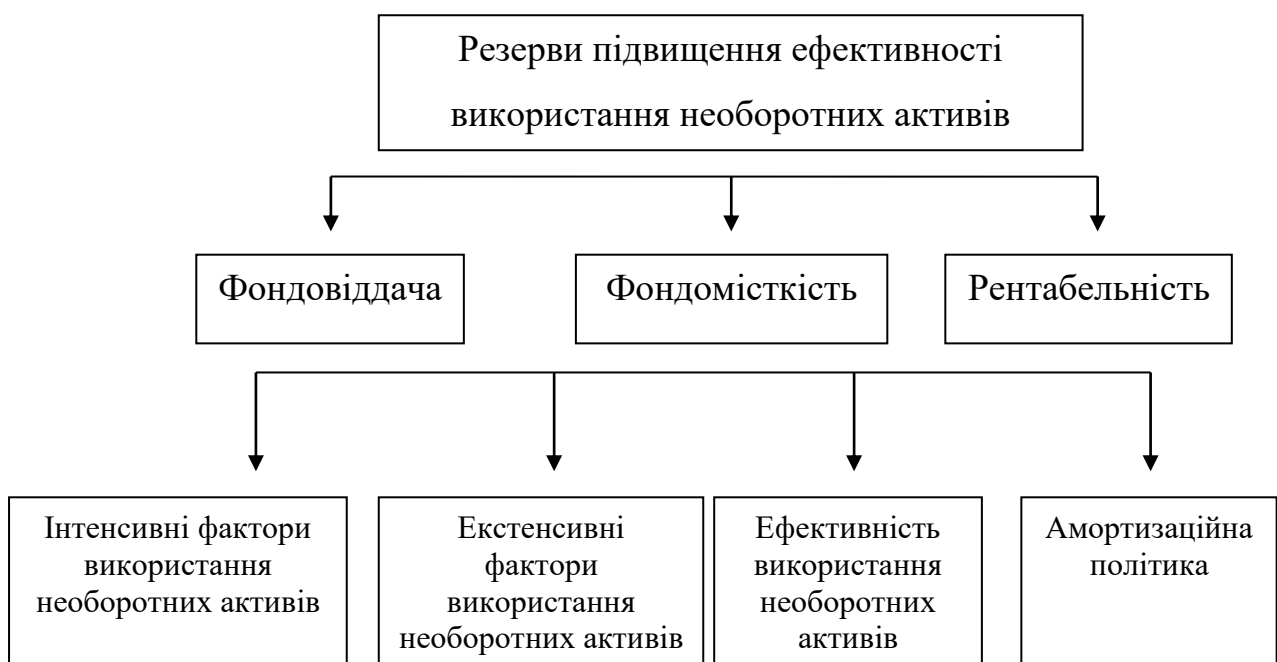 Резерви підвищення ефективності
використання необоротних активів
Фондовіддача
Фондомісткість
Рентабельність
Інтенсивні фактори
використання
необоротних активів
Екстенсивні
фактори
використання
необоротних активів
Ефективність
використання
необоротних
активів
Амортизаційна
політика